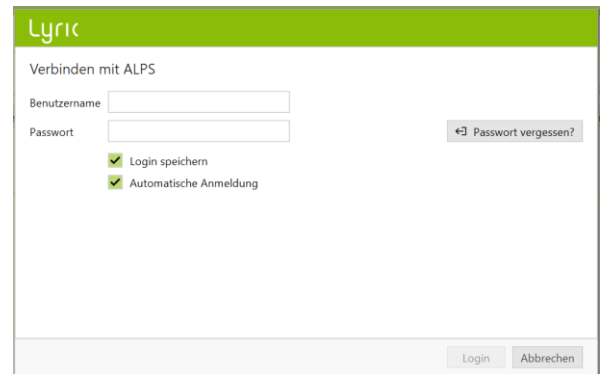 Lyric
Verbinden mit ALPS
Benutzername
Passwort
Passwort vergessen?
Login speichern
Automatische Anmeldung
Login Abbrechen